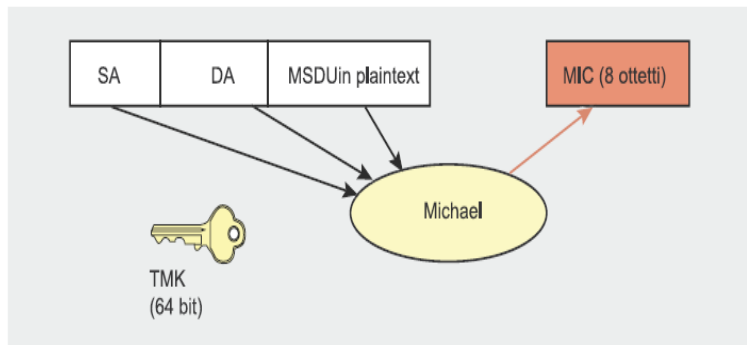 SA
DA
MSDUin plaintext
MIC (8 ottetti)
Michael
TMK
(64 bit)